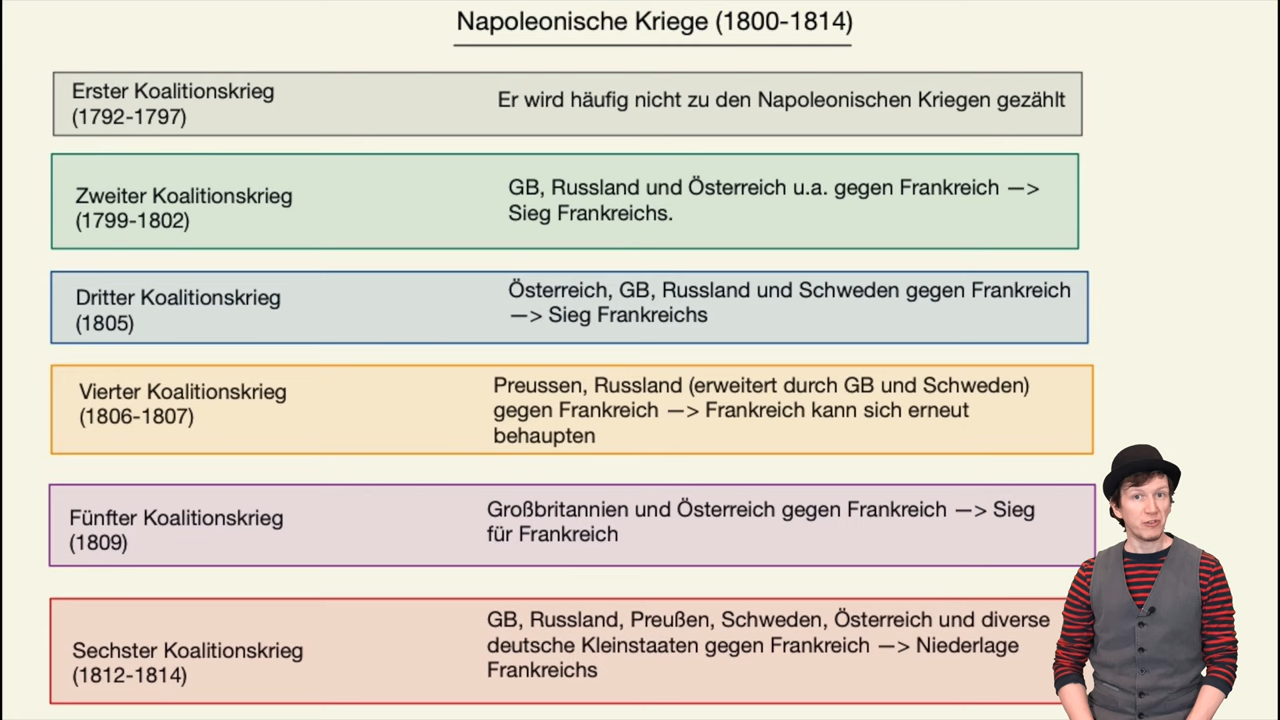 Napoleonische Kriege (1800-1814)
Erster Koalitionskrieg
(1792-1797)
Er wird häufig nicht zu den Napoleonischen Kriegen gezählt
Zweiter Koalitionskrieg
(1799-1802)
GB, Russland und Österreich u.a. gegen Frankreich —>
Sieg Frankreichs.
Dritter Koalitionskrieg
(1805)
Österreich, GB, Russland und Schweden gegen Frankreich
—> Sieg Frankreichs
Vierter Koalitionskrieg
(1806-1807)
Preussen, Russland (erweitert durch GB und Schweden)
gegen Frankreich —> Frankreich kann sich erneut
behaupten
Fünfter Koalitionskrieg
(1809)
Großbritannien und Österreich gegen Frankreich —> Sieg
für Frankreich
Sechster Koalitionskrieg
(1812-1814)
GB, Russland, Preußen, Schweden, Österreich und diverse
deutsche Kleinstaaten gegen Frankreich —> Niederlage
Frankreichs